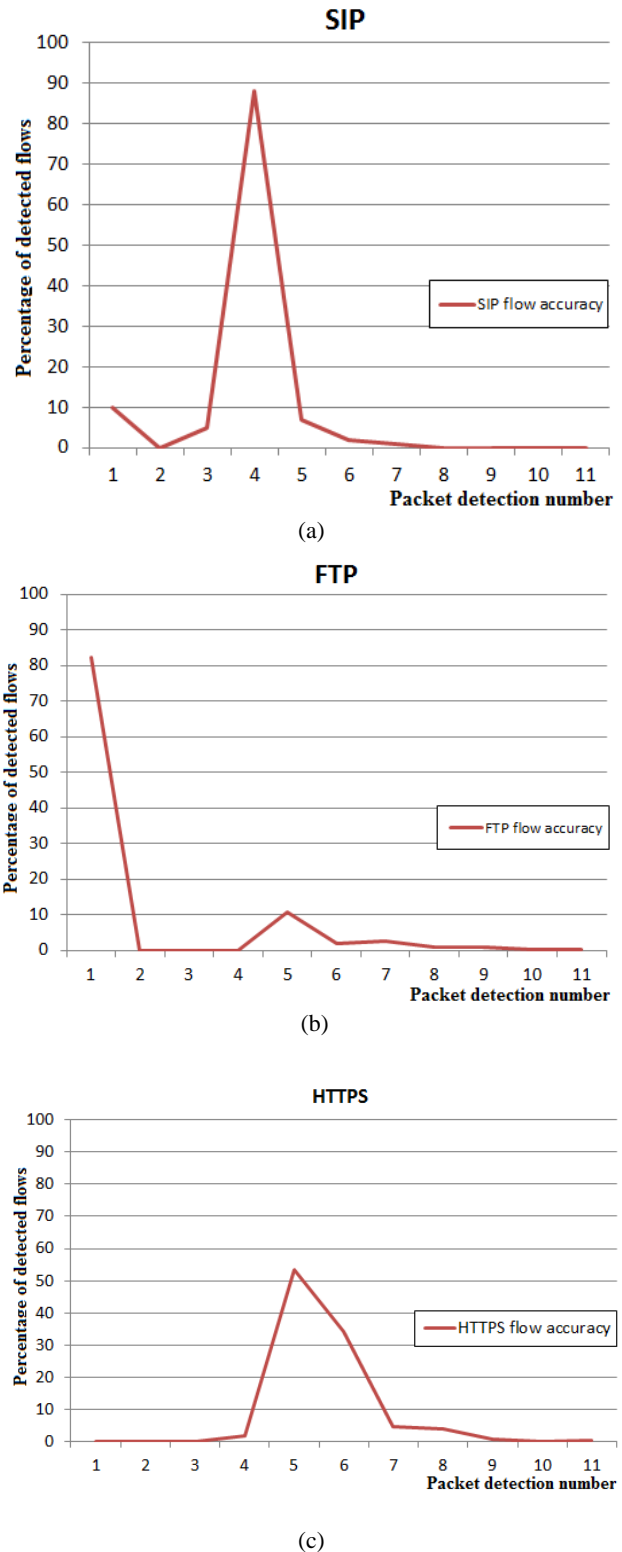 SIP
100
90
80
70
60
50
40
30
20
10
0
Percentage of detected flows
SIP flow accuracy
1 2 3 4 5 6 7 8 9 10 11
Packet detection number
(a)
FTP
100
90
80
70
60
50
40
30
20
10
0
Percentage of detected flows
FTP flow accuracy
1 2 3 4 5 6 7 8 9 10 11
Packet detection number
(b)
HTTPS
100
90
80
70
60
50
40
30
20
10
0
Percentage of detected flows
HTTPS flow accuracy
1 2 3 4 5 6 7 8 9 10 11
Packet detection number
(c)